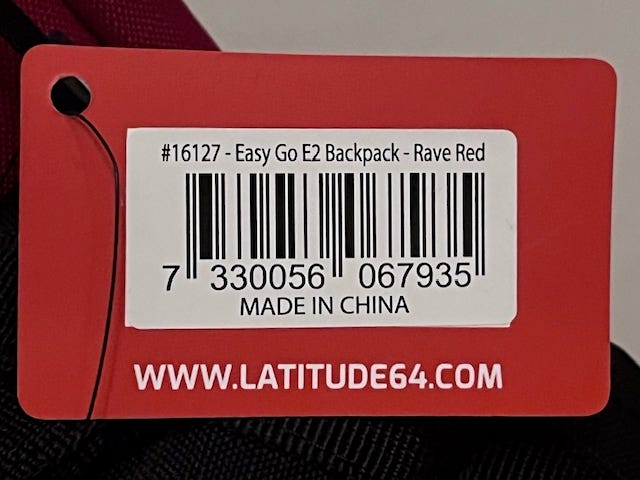 #16127 - Easy Go E2 Backpack - Rave Red
7 330056 067935
MADE IN CHINA
WWW.LATITUDE64.COM